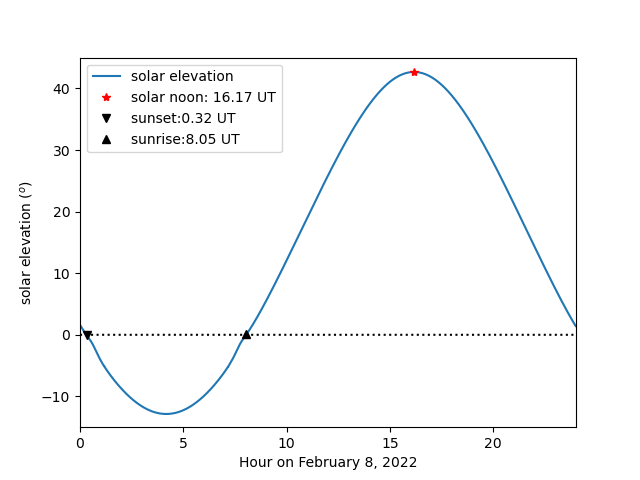 solar elevation
solar noon: 16.17 UT
sunset:0.32 UT
sunrise:8.05 UT
solar elevation (°)
40
30
20
10
0
−10
0 5 10 15 20
Hour on February 8, 2022